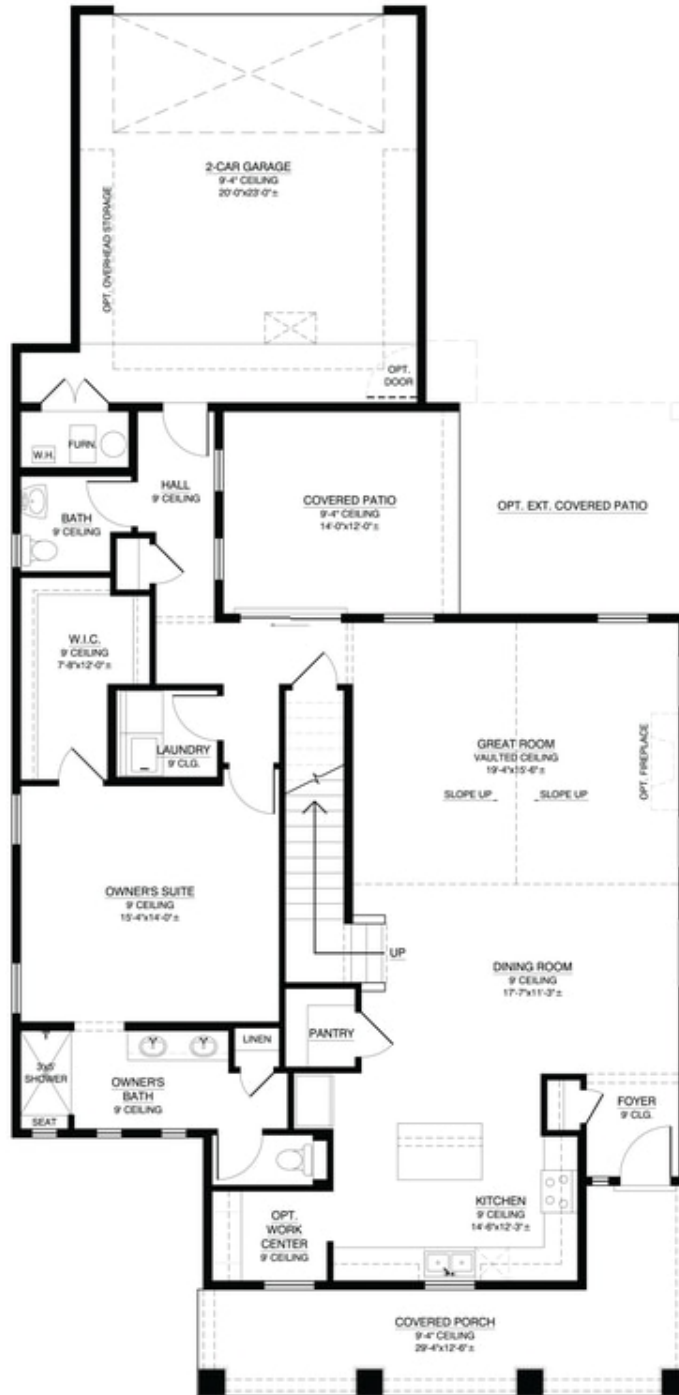 2-CAR GARAGE
9'-4" CEILING
20'-0"x23'-0"±
OPT. OVERHEAD STORAGE
OPT.
DOOR
W.H.
FURN.
HALL
9' CEILING
BATH
9' CEILING
COVERED PATIO
9'-4" CEILING
14'-0"x12'-0"±
OPT. EXT. COVERED PATIO
W.I.C.
9' CEILING
7'-8"x12'-0"±
LAUNDRY
9' CLG.
GREAT ROOM
VAULTED CEILING
19'-4"x15'-6"±
SLOPE UP
SLOPE UP
OPT. FIREPLACE
OWNER'S SUITE
9' CEILING
15'-4"x14'-0"±
UP
DINING ROOM
9' CEILING
17'-7"x11'-3"±
PANTRY
LINEN
3'x5'
SHOWER
SEAT
OWNER'S
BATH
9' CEILING
FOYER
9' CLG.
KITCHEN
9' CEILING
14'-6"x12'-3"±
OPT.
WORK
CENTER
9' CEILING
COVERED PORCH
9'-4" CEILING
29'-4"x12'-6"±